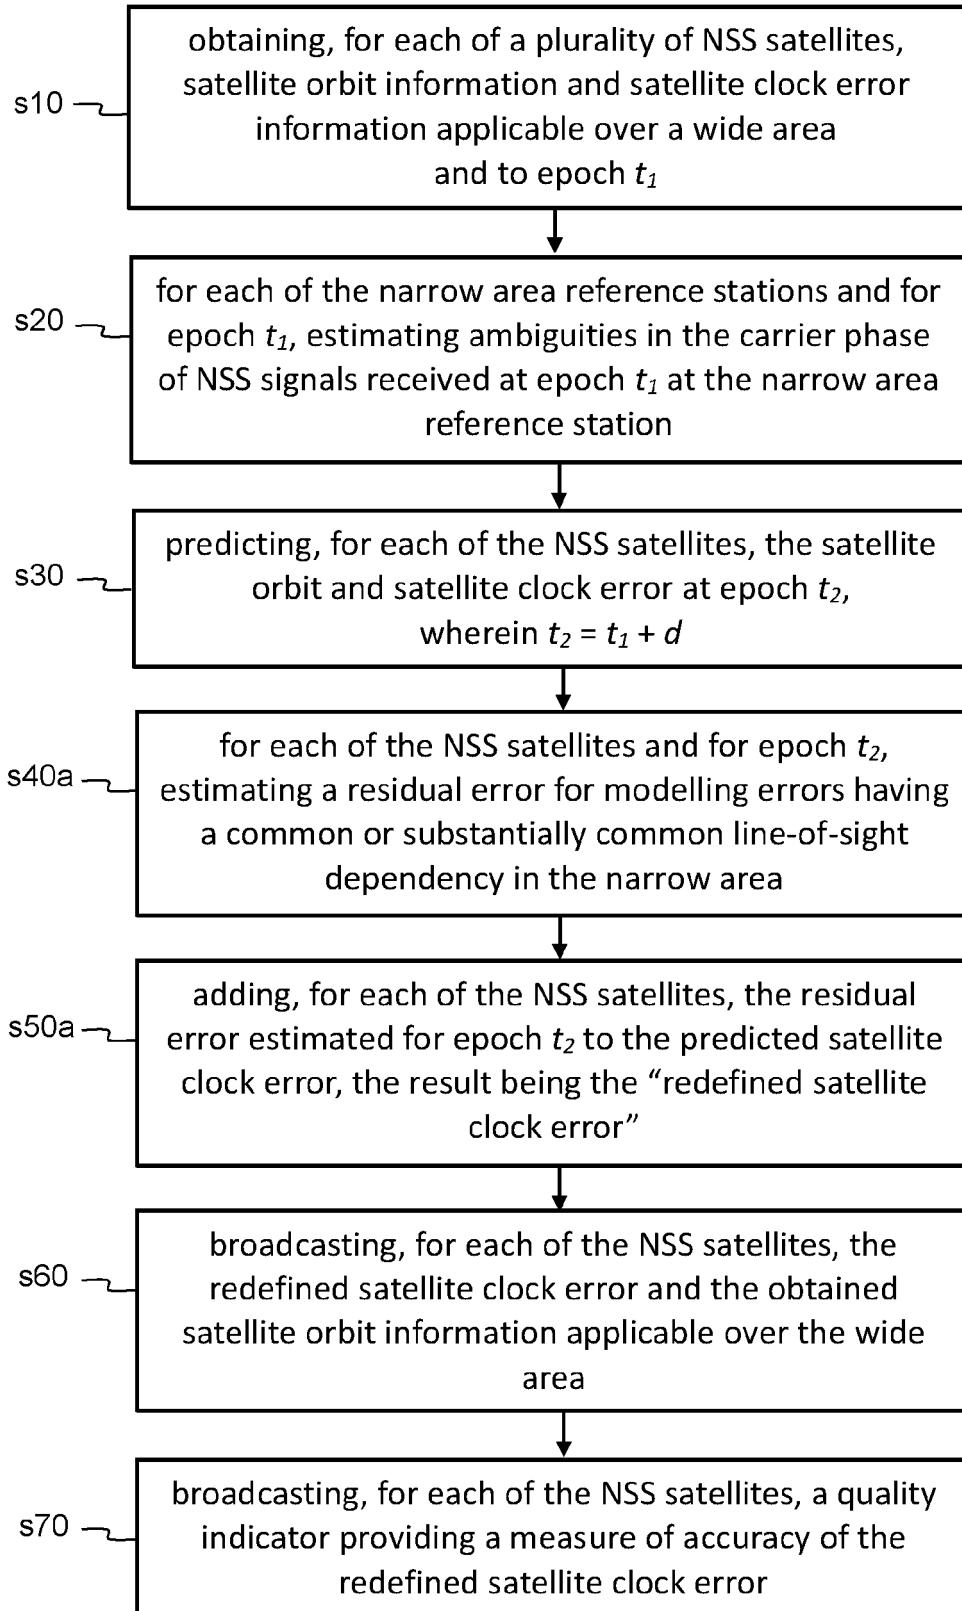 obtaining, for each of a plurality of NSS satellites,
satellite orbit information and satellite clock error
information applicable over a wide area
and to epoch t1
s10
for each of the narrow area reference stations and for
epoch t1, estimating ambiguities in the carrier phase
of NSS signals received at epoch t1 at the narrow area
reference station
s20
predicting, for each of the NSS satellites, the satellite
orbit and satellite clock error at epoch t2,
wherein t2 = t1 + d
s30
for each of the NSS satellites and for epoch t2,
estimating a residual error for modelling errors having
a common or substantially common line-of-sight
dependency in the narrow area
s40a
adding, for each of the NSS satellites, the residual
error estimated for epoch t2 to the predicted satellite
clock error, the result being the “redefined satellite
clock error”
s50a
broadcasting, for each of the NSS satellites, the
redefined satellite clock error and the obtained
satellite orbit information applicable over the wide
area
s60
broadcasting, for each of the NSS satellites, a quality
indicator providing a measure of accuracy of the
redefined satellite clock error
s70